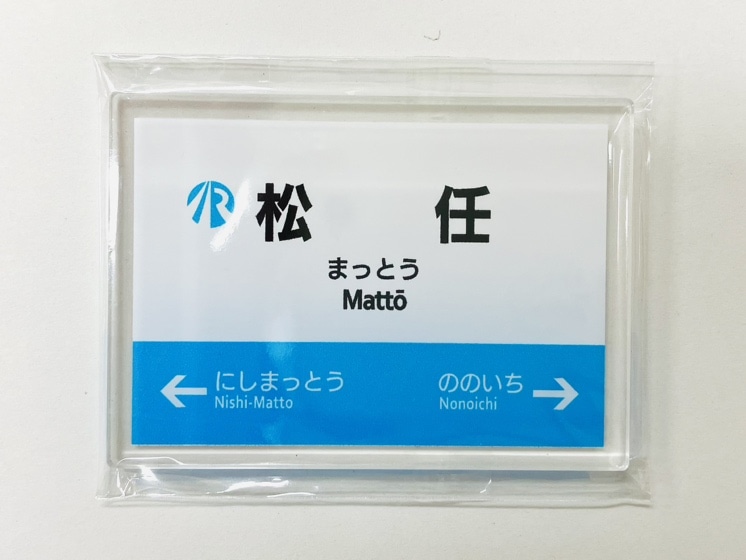 IR 松 任
まっとう
Mattō
← にしまっとう ののいち →
Nishi-Matto Nonoichi